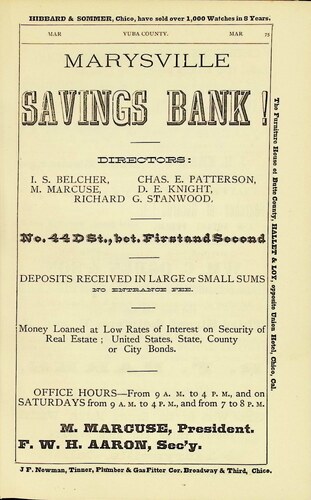 HIBBARD & SOMMER, Chico, have sold over 1,000 Watches in 8 Years.
MAR YUBA COUNTY. MAR 75
MARYSVILLE
SAVINGS BANK!
DIRECTORS:
I. S. BELCHER, CHAS. E. PATTERSON,
M. MARCUSE, D. E. KNIGHT,
RICHARD G. STANWOOD.
No. 44 D St., bet. First and Second
DEPOSITS RECEIVED IN LARGE or SMALL SUMS
NO ENTRANCE FEE.
Money Loaned at Low Rates of Interest on Security of
Real Estate; United States, State, County
or City Bonds.
OFFICE HOURS—From 9 A. M. to 4 P. M., and on
SATURDAYS from 9 A. M. to 4 P. M., and from 7 to 8 P. M.
M. MARCUSE, President.
F. W. H. AARON, Sec'y.
The Furniture House of Butte County, HALLET & LOY, opposite Union Hotel, Chico, Cal.
J F. Newman, Tinner, Plumber & Gas Fitter Cor. Broadway & Third, Chico.